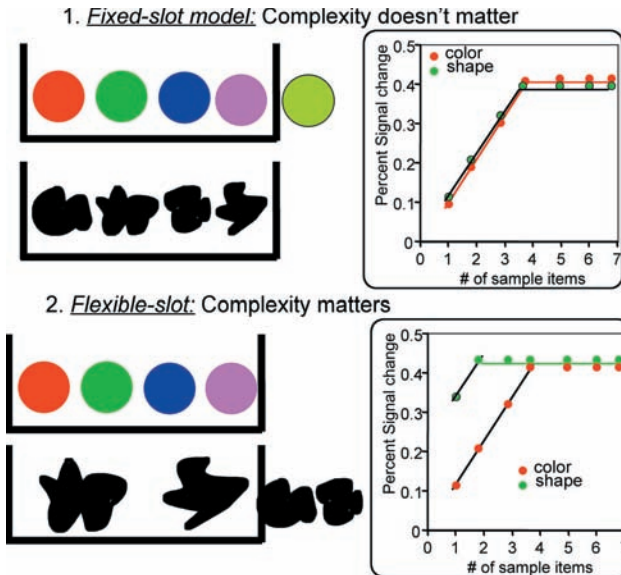 1. Fixed-slot model: Complexity doesn't matter
0.5
color
shape
0.4
0.3
0.2
0.1
0
Percent Signal change
0 1 2 3 4 5 6 7
# of sample items
2. Flexible-slot: Complexity matters
0.5
0.4
0.3
0.2
0.1
0
Percent Signal change
color
shape
0 1 2 3 4 5 6 7
# of sample items